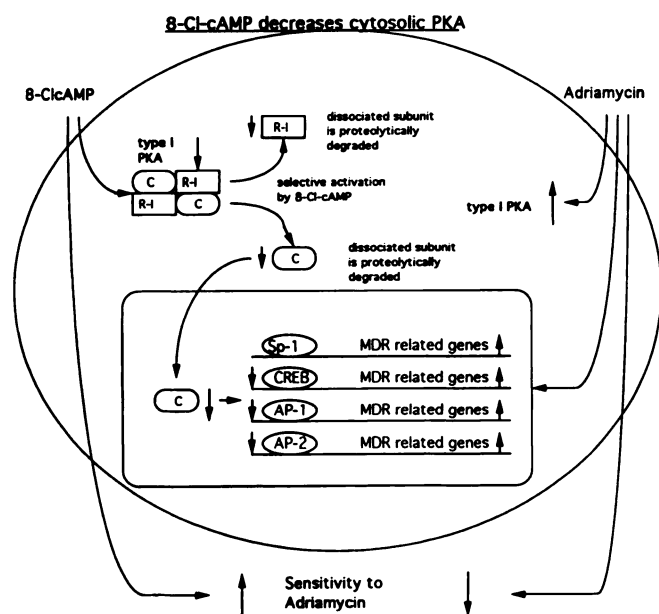 8-Cl-cAMP decreases cytosolic PKA
8-ClcAMP
Adriamycin
R-I
dissociated subunit
is proteolytically
degraded
type I
PKA
C R-I
R-I C
selective activation
by 8-Cl-cAMP
type I PKA
C
dissociated subunit
is proteolytically
degraded
Sp-1 MDR related genes
CREB MDR related genes
C
AP-1 MDR related genes
AP-2 MDR related genes
Sensitivity to
Adriamycin